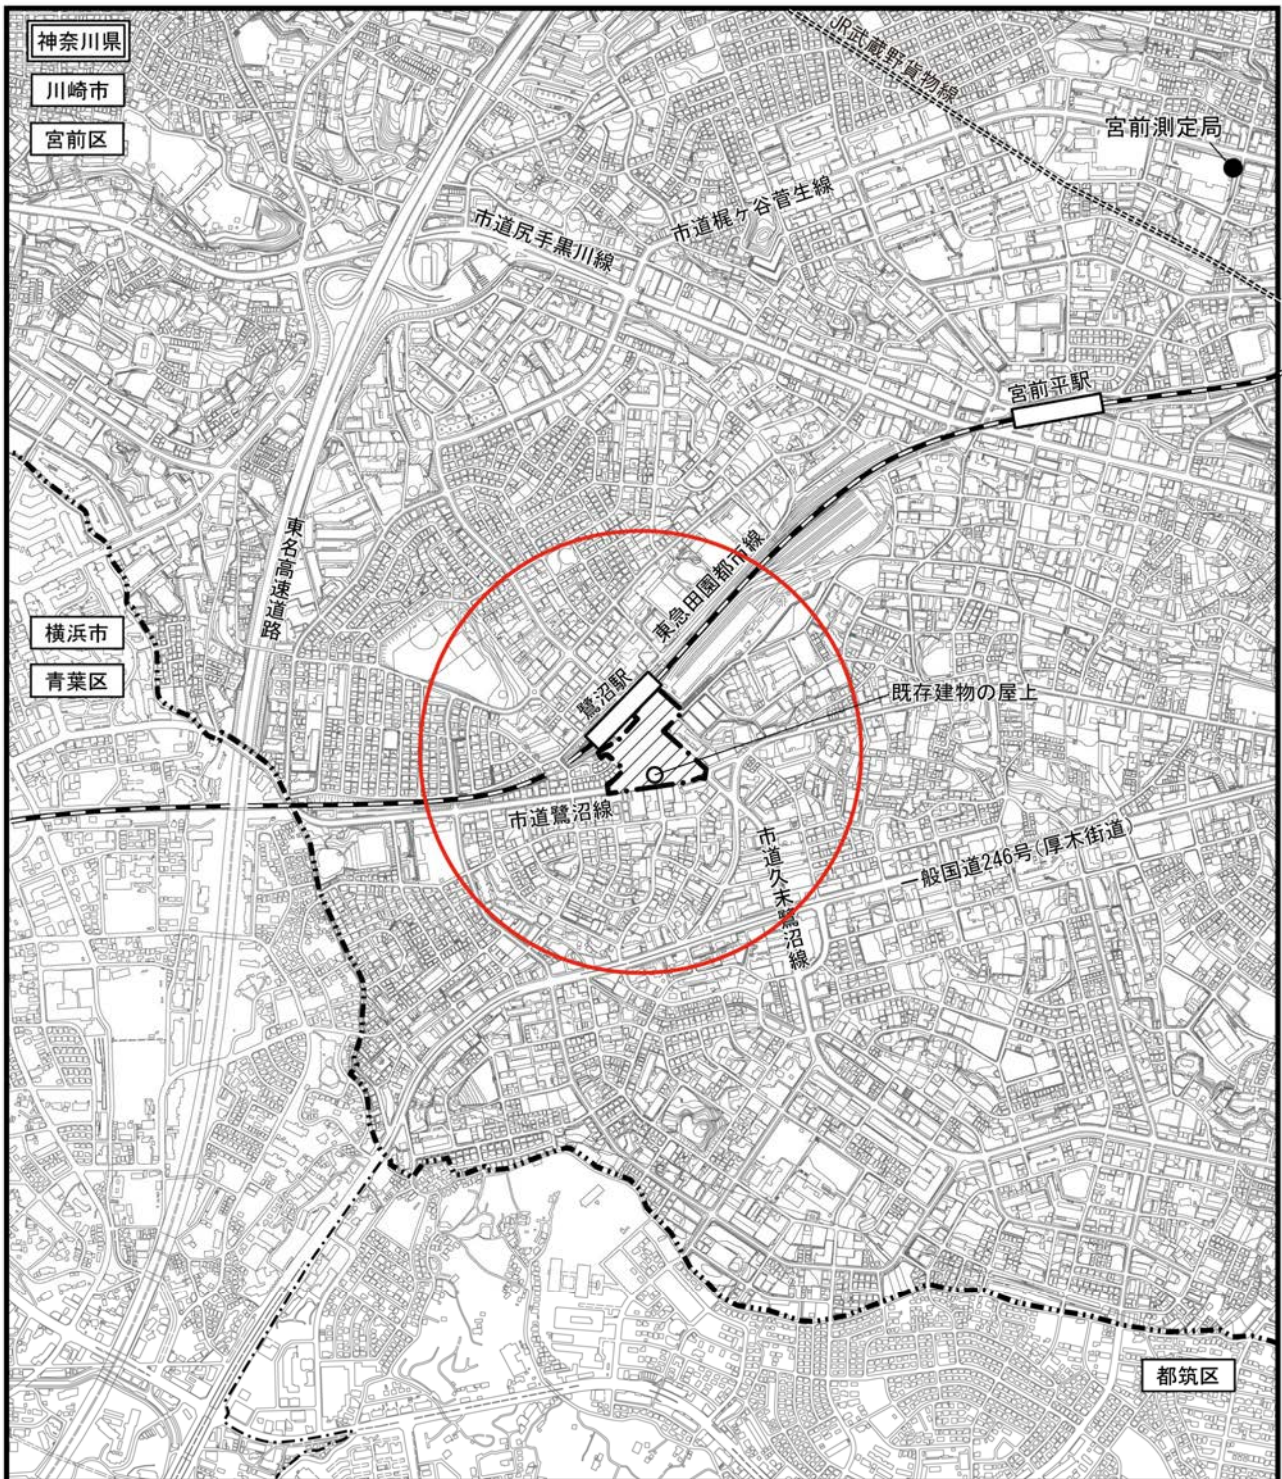 神奈川県
川崎市
宮前区
JR武蔵野貨物線
宮前測定局
市道尻手黒川線
市道梶ヶ谷菅生線
宮前平駅
東名高速道路
東急田園都市線
横浜市
青葉区
鷺沼駅
既存建物の屋上
市道鷺沼線
市道久末鷺沼線
一般国道246号(厚木街道)
都筑区